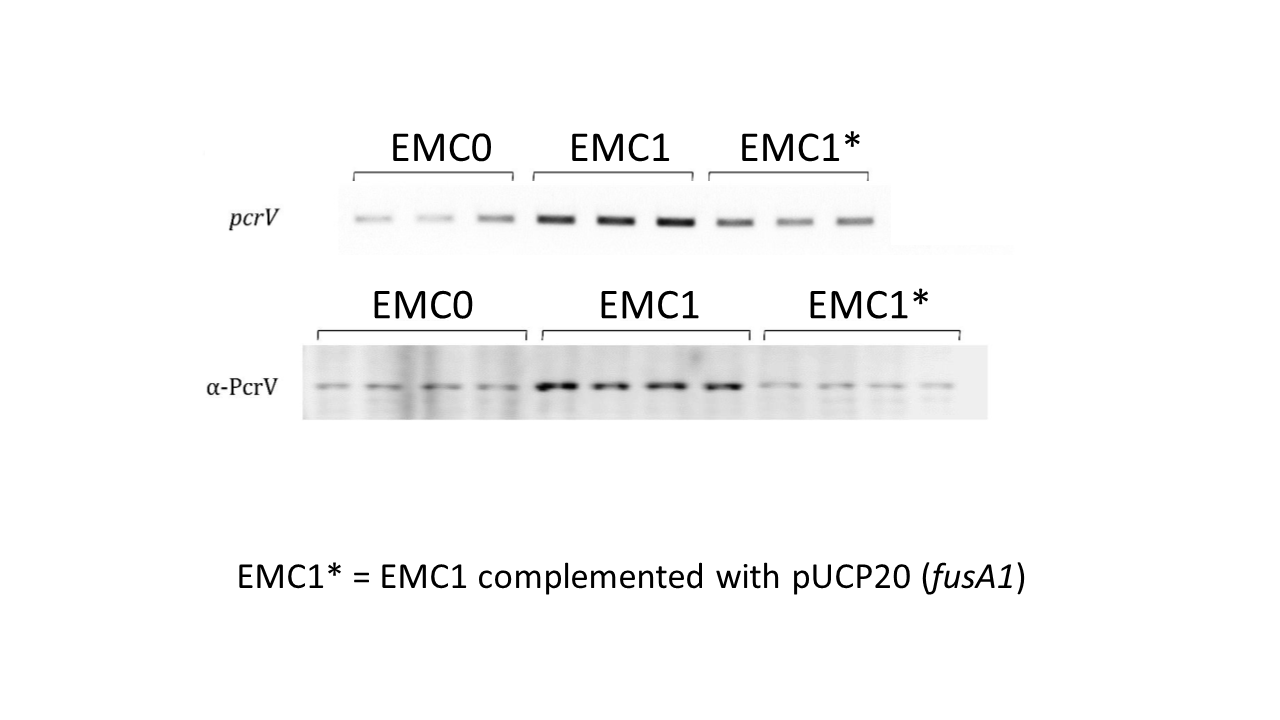 EMC0 EMC1 EMC1*
pcrV
EMC0 EMC1 EMC1*
α-PcrV
EMC1* = EMC1 complemented with pUCP20 (fusA1)